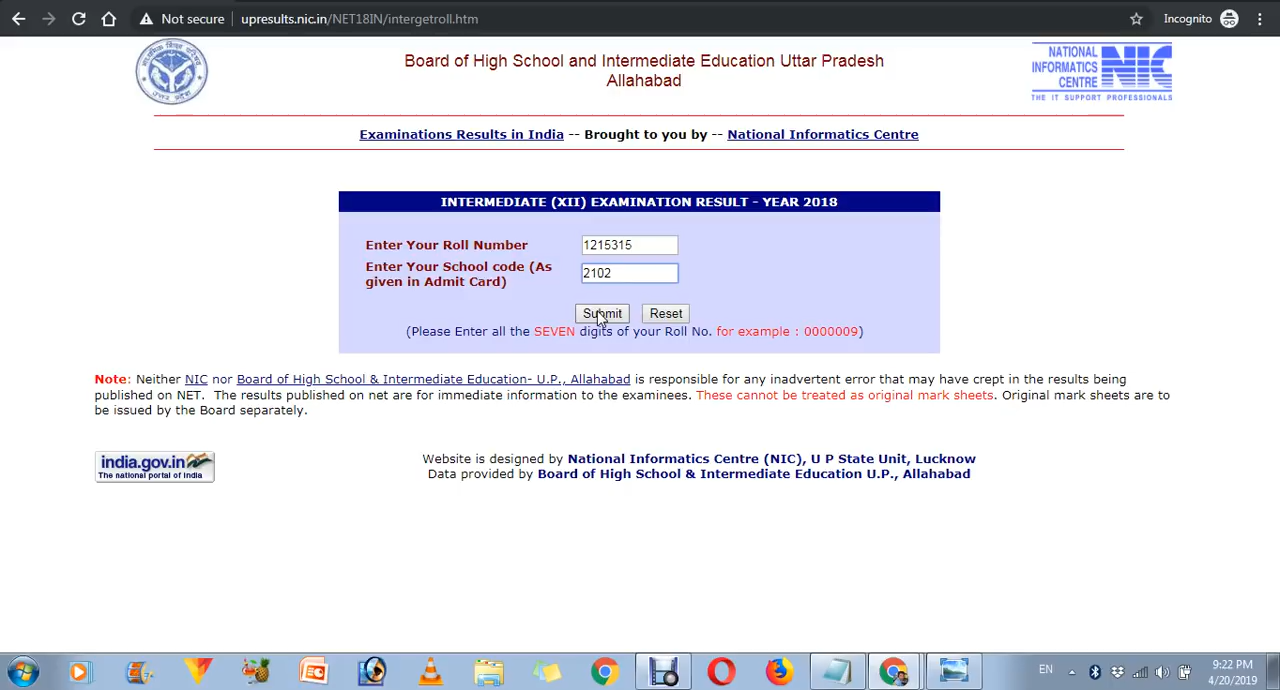 Not secure
upresults.nic.in/NET18IN/intergetroll.htm
Incognito
Board of High School and Intermediate Education Uttar Pradesh
Allahabad
NATIONAL
INFORMATICS
CENTRE
NIC
THE IT SUPPORT PROFESSIONALS
Examinations Results in India -- Brought to you by -- National Informatics Centre
INTERMEDIATE (XII) EXAMINATION RESULT - YEAR 2018
Enter Your Roll Number 1215315
Enter Your School code (As
given in Admit Card)
2102
Submit Reset
(Please Enter all the SEVEN digits of your Roll No. for example : 0000009)
Note: Neither NIC nor Board of High School & Intermediate Education- U.P., Allahabad is responsible for any inadvertent error that may have crept in the results being
published on NET. The results published on net are for immediate information to the examinees. These cannot be treated as original mark sheets. Original mark sheets are to
be issued by the Board separately.
india.gov.in
The national portal of India
Website is designed by National Informatics Centre (NIC), U P State Unit, Lucknow
Data provided by Board of High School & Intermediate Education U.P., Allahabad
EN
9:22 PM
4/20/2019